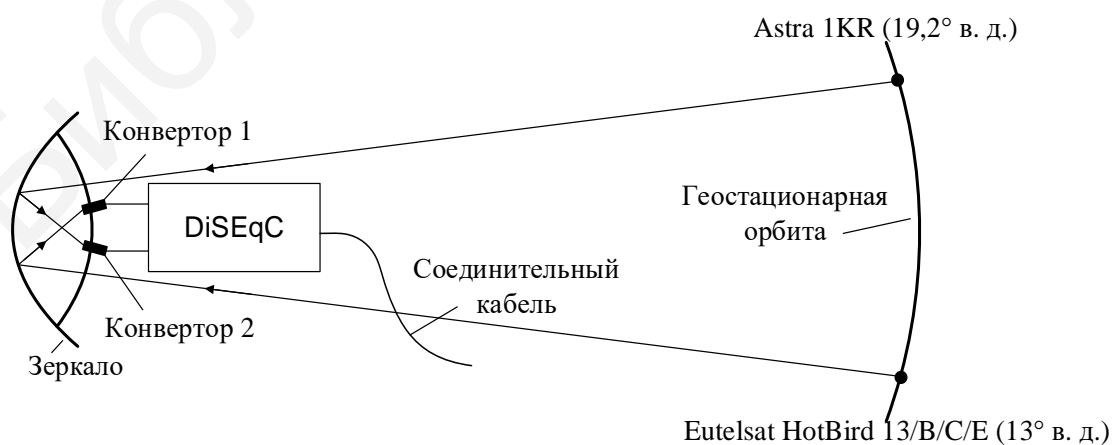 Astra 1KR (19,2° в. д.)
Конвертор 1
DiSEqC
Геостационарная
орбита
Соединительный
кабель
Конвертор 2
Зеркало
Eutelsat HotBird 13/B/C/E (13° в. д.)